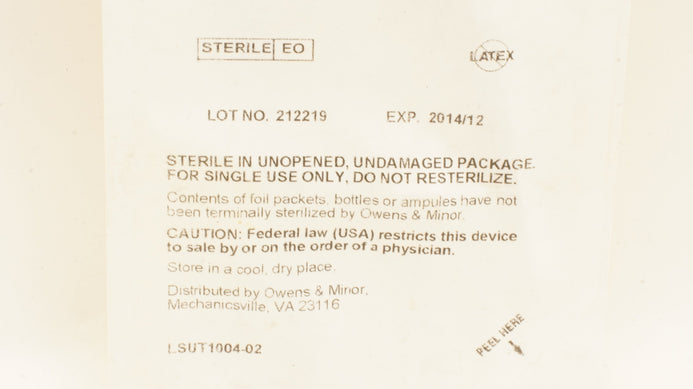 STERILE EO
LATEX
LOT NO. 212219 EXP. 2014/12
STERILE IN UNOPENED, UNDAMAGED PACKAGE.
FOR SINGLE USE ONLY, DO NOT RESTERILIZE.
Contents of foil packets, bottles or ampules have not
been terminally sterilized by Owens & Minor.
CAUTION: Federal law (USA) restricts this device
to sale by or on the order of a physician.
Store in a cool, dry place.
Distributed by Owens & Minor,
Mechanicsville, VA 23116
LSUT1004-02
PEEL HERE